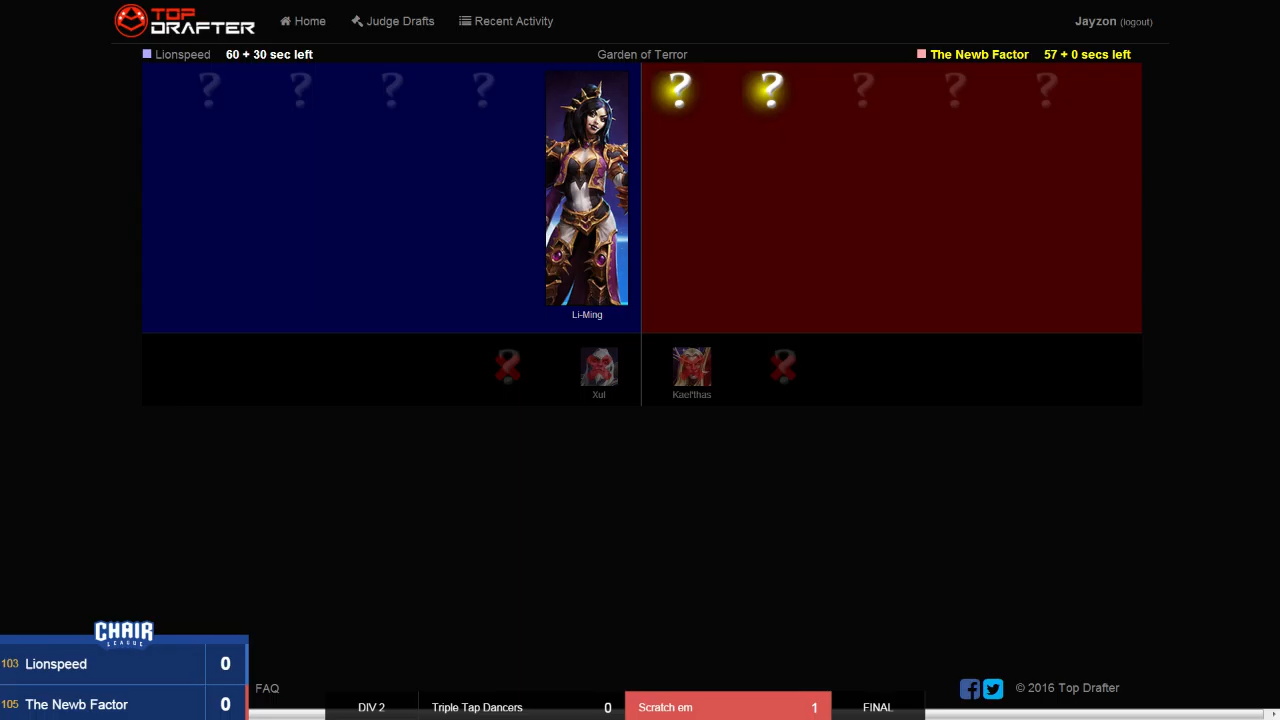 TOP DRAFTER
Home
Judge Drafts
Recent Activity
Jayzon (logout)
Lionspeed 60 + 30 sec left
Garden of Terror
The Newb Factor 57 + 0 secs left
? ? ? ? ? ? ? ? ?
Li-Ming
? ?
Xul
Kael'thas
CHAIR
LEAGUE
103 Lionspeed 0
105 The Newb Factor 0
FAQ
© 2016 Top Drafter
DIV 2 Triple Tap Dancers 0 Scratch em 1 FINAL